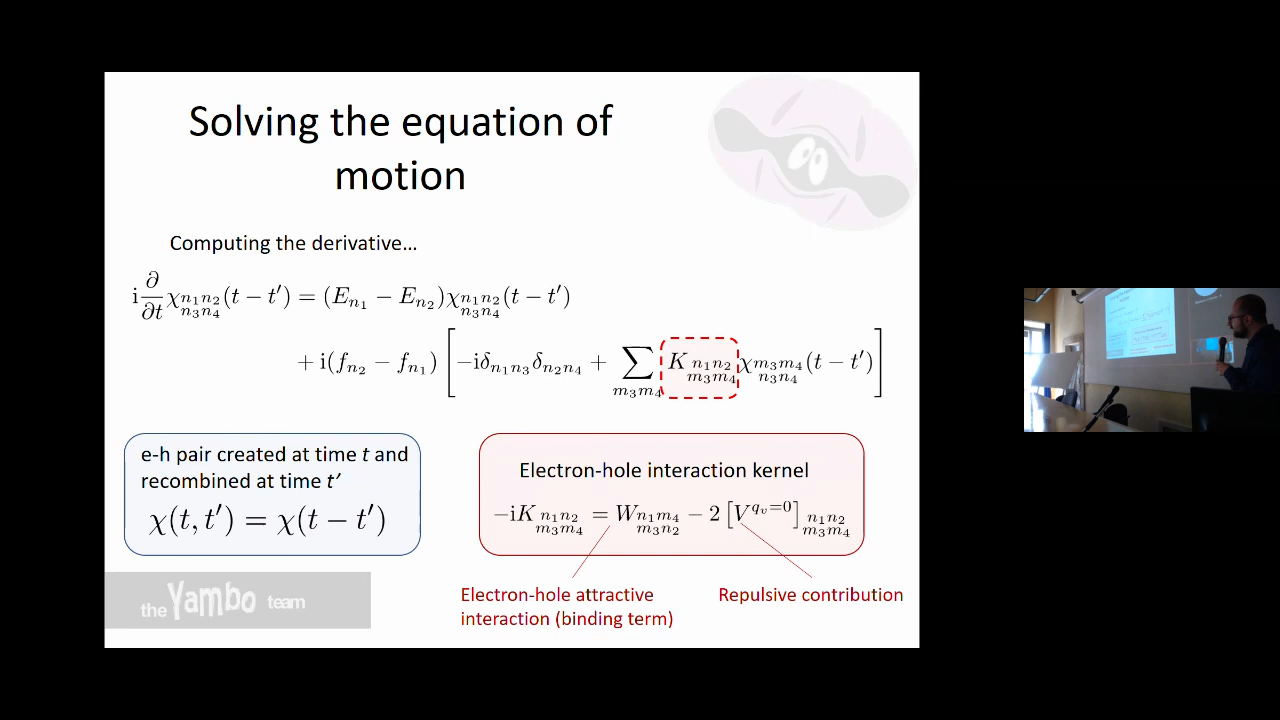 Solving the equation of
motion
Computing the derivative…
i ∂/∂t χ_{n₁n₂ n₃n₄}(t − t′) = (E_{n₁} − E_{n₂})χ_{n₁n₂ n₃n₄}(t − t′)
+ i(f_{n₂} − f_{n₁}) [ −iδ_{n₁n₃}δ_{n₂n₄} + ∑_{m₃m₄} K_{n₁n₂ m₃m₄} χ_{m₃m₄ n₃n₄}(t − t′) ]
e-h pair created at time t and
recombined at time t′
χ(t, t′) = χ(t − t′)
Electron-hole interaction kernel
−iK_{n₁n₂ m₃m₄} = W_{n₁m₄ m₃n₂} − 2 [V^{q_v=0}]_{n₁n₂ m₃m₄}
Electron-hole attractive
interaction (binding term)
Repulsive contribution
the Yambo team